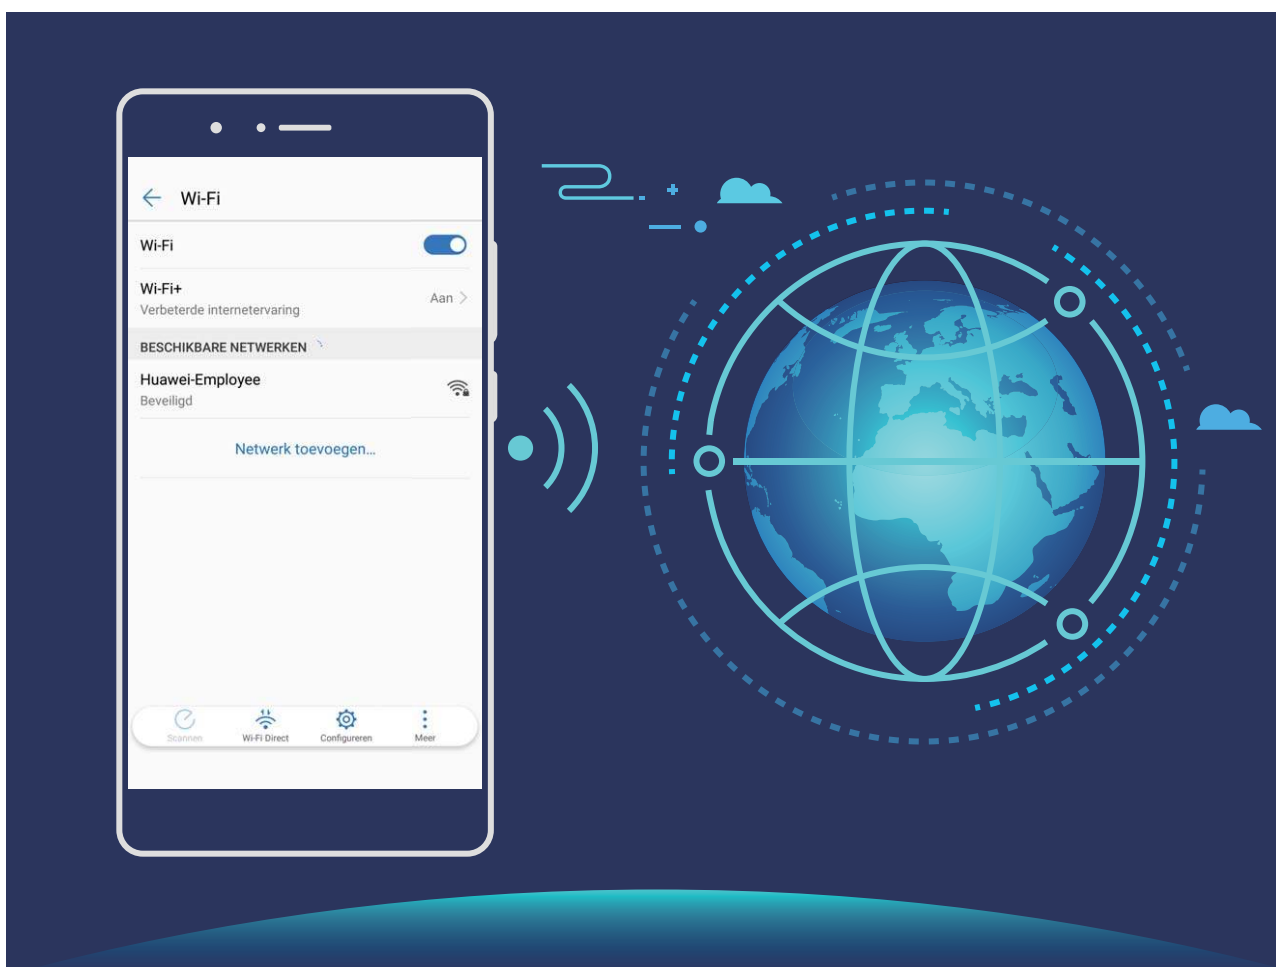 Wi-Fi
Wi-Fi
Wi-Fi+
Verbeterde internetervaring
Aan
BESCHIKBARE NETWERKEN
Huawei-Employee
Beveiligd
Netwerk toevoegen...
Scannen Wi-Fi Direct Configureren Meer